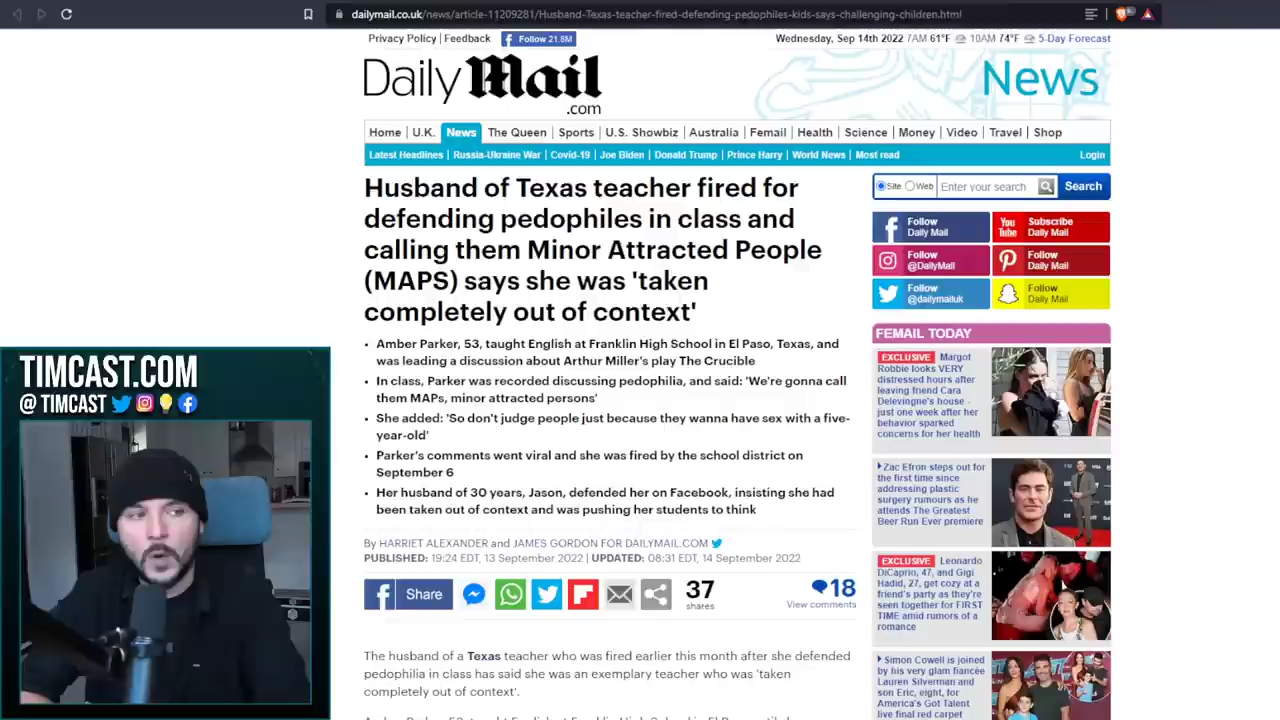 dailymail.co.uk/news/article-11209281/Husband-Texas-teacher-fired-defending-pedophiles-kids-says-challenging-children.html
Privacy Policy | Feedback
Follow 21.8M
Wednesday, Sep 14th 2022 7AM 61°F 10AM 74°F 5-Day Forecast
Daily Mail
.com
News
Home | U.K. | News | The Queen | Sports | U.S. Showbiz | Australia | Femail | Health | Science | Money | Video | Travel | Shop
Latest Headlines | Russia-Ukraine War | Covid-19 | Joe Biden | Donald Trump | Prince Harry | World News | Most read
Login
Husband of Texas teacher fired for
defending pedophiles in class and
calling them Minor Attracted People
(MAPS) says she was 'taken
completely out of context'
• Amber Parker, 53, taught English at Franklin High School in El Paso, Texas, and
was leading a discussion about Arthur Miller's play The Crucible
• In class, Parker was recorded discussing pedophilia, and said: 'We're gonna call
them MAPs, minor attracted persons'
• She added: 'So don't judge people just because they wanna have sex with a five-
year-old'
• Parker's comments went viral and she was fired by the school district on
September 6
• Her husband of 30 years, Jason, defended her on Facebook, insisting she had
been taken out of context and was pushing her students to think
By HARRIET ALEXANDER and JAMES GORDON FOR DAILYMAIL.COM
PUBLISHED: 19:24 EDT, 13 September 2022 | UPDATED: 08:31 EDT, 14 September 2022
f Share
37
shares
18
View comments
The husband of a Texas teacher who was fired earlier this month after she defended
pedophilia in class has said she was an exemplary teacher who was 'taken
completely out of context'.
Site Web Enter your search Search
Follow
Daily Mail
You
Tube
Subscribe
Daily Mail
Follow
@DailyMail
Follow
Daily Mail
Follow
@dailymailuk
Follow
Daily Mail
FEMAIL TODAY
EXCLUSIVE Margot
Robbie looks VERY
distressed hours after
leaving friend Cara
Delevingne's house -
just one week after her
behavior sparked
concerns for her health
Zac Efron steps out for
the first time since
addressing plastic
surgery rumours as he
attends The Greatest
Beer Run Ever premiere
EXCLUSIVE Leonardo
DiCaprio, 47, and Gigi
Hadid, 27, get cozy at a
friend's party as they're
seen together for FIRST
TIME amid rumors of a
romance
Simon Cowell is joined
by his very glam fiancée
Lauren Silverman and
son Eric, eight, for
America's Got Talent
live final red carpet
TIMCAST.COM
@ TIMCAST